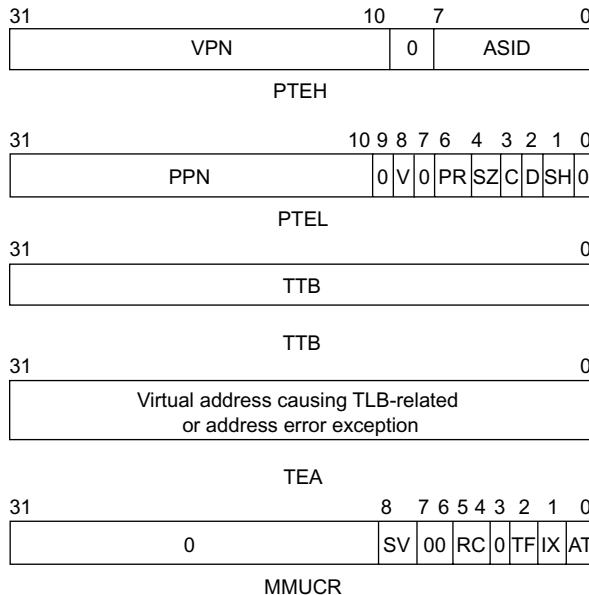 31 10 7 0
VPN 0 ASID
PTEH
31 10 9 8 7 6 4 3 2 1 0
PPN 0 V 0 PR SZ C D SH 0
PTEL
31 0
TTB
TTB
31 0
Virtual address causing TLB-related
or address error exception
TEA
31 8 7 6 5 4 3 2 1 0
0 SV 00 RC 0 TF IX AT
MMUCR